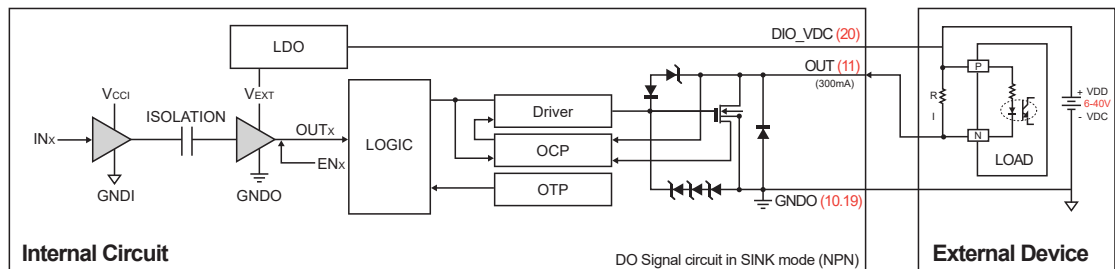 DIO_VDC (20)
LDO
OUT (11)
(300mA)
P
VCCI
VEXT
+ VDD
6-40V
- VDC
R
I
ISOLATION
Driver
INX
OUTX
LOGIC
OCP
N
ENX
LOAD
GNDI
GNDO
OTP
GNDO (10.19)
Internal Circuit
DO Signal circuit in SINK mode (NPN)
External Device